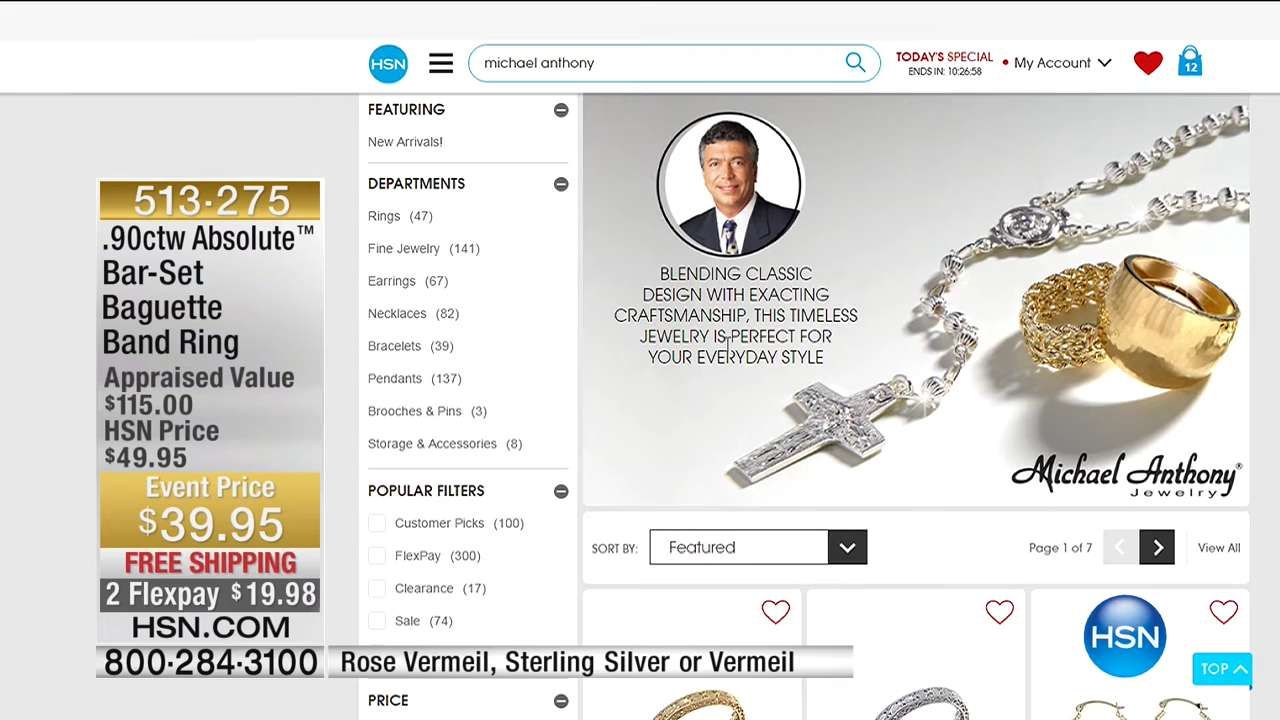 HSN
michael anthony
TODAY'S SPECIAL
ENDS IN: 10:26:58
My Account
12
513·275
.90ctw Absolute™
Bar-Set
Baguette
Band Ring
Appraised Value
$115.00
HSN Price
$49.95
Event Price
$39.95
FREE SHIPPING
2 Flexpay $19.98
HSN.COM
800·284·3100
Rose Vermeil, Sterling Silver or Vermeil
FEATURING
New Arrivals!
DEPARTMENTS
Rings (47)
Fine Jewelry (141)
Earrings (67)
Necklaces (82)
Bracelets (39)
Pendants (137)
Brooches & Pins (3)
Storage & Accessories (8)
POPULAR FILTERS
Customer Picks (100)
FlexPay (300)
Clearance (17)
Sale (74)
PRICE
BLENDING CLASSIC
DESIGN WITH EXACTING
CRAFTSMANSHIP, THIS TIMELESS
JEWELRY IS PERFECT FOR
YOUR EVERYDAY STYLE
Michael Anthony®
Jewelry
SORT BY: Featured
Page 1 of 7
View All
HSN
TOP